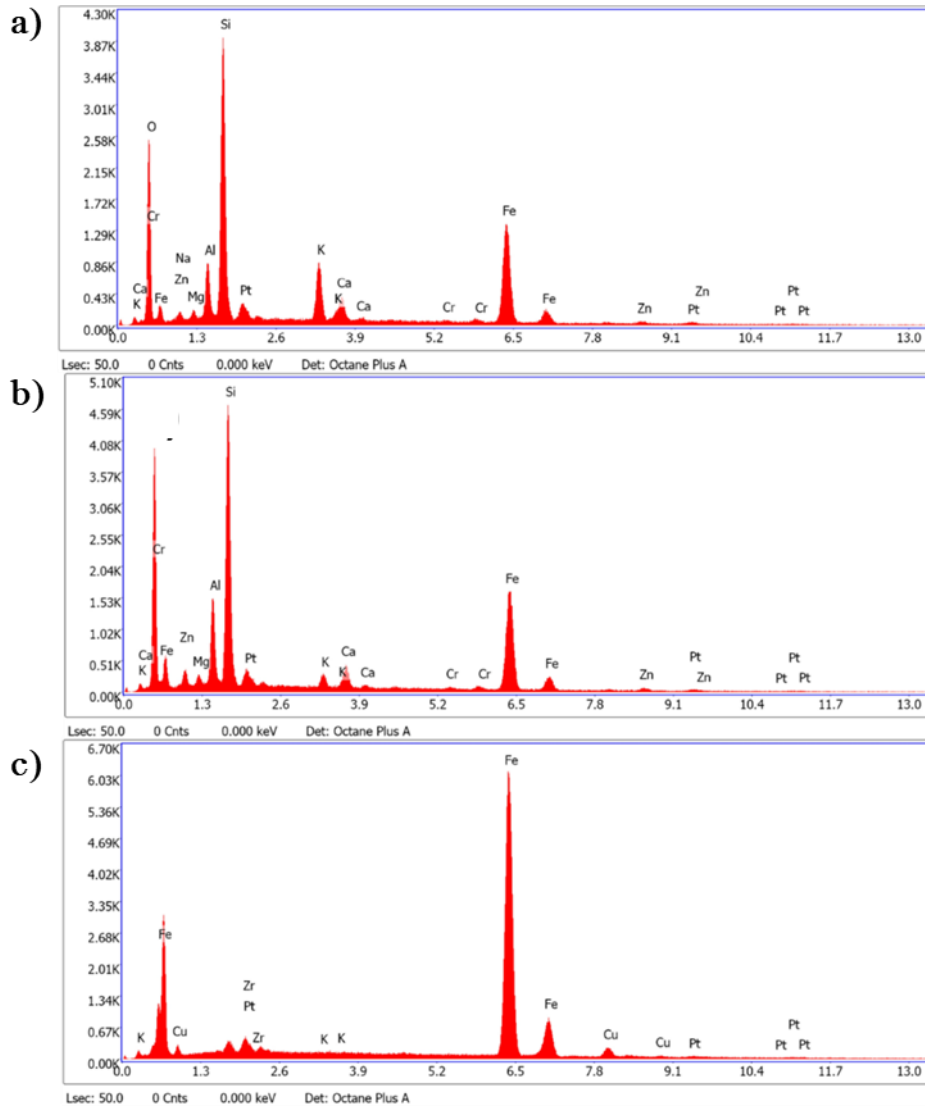 a)
4.30K
3.87K
3.44K
3.01K
2.58K
2.15K
1.72K
1.29K
0.86K
0.43K
0.00K
Si
O
Cr
Na
Ca Zn Al
K Fe Mg Pt
K
Ca
K Ca
Cr Cr
Fe
Fe
Zn
Zn Pt
Pt Pt Pt
0.0 1.3 2.6 3.9 5.2 6.5 7.8 9.1 10.4 11.7 13.0
Lsec: 50.0 0 Cnts 0.000 keV Det: Octane Plus A
b)
5.10K
4.59K
4.08K
3.57K
3.06K
2.55K
2.04K
1.53K
1.02K
0.51K
0.00K
Si
Cr
Al
Ca Fe Zn
K Mg Pt
K
Ca
K Ca
Cr Cr
Fe
Fe
Zn
Pt Zn
Pt Pt Pt
0.0 1.3 2.6 3.9 5.2 6.5 7.8 9.1 10.4 11.7 13.0
Lsec: 50.0 0 Cnts 0.000 keV Det: Octane Plus A
c)
6.70K
6.03K
5.36K
4.69K
4.02K
3.35K
2.68K
2.01K
1.34K
0.67K
0.00K
Fe
Fe
K Cu
Zr
Pt
Zr
K K
Fe
Cu Cu
Pt
Pt Pt Pt
0.0 1.3 2.6 3.9 5.2 6.5 7.8 9.1 10.4 11.7 13.0
Lsec: 50.0 0 Cnts 0.000 keV Det: Octane Plus A